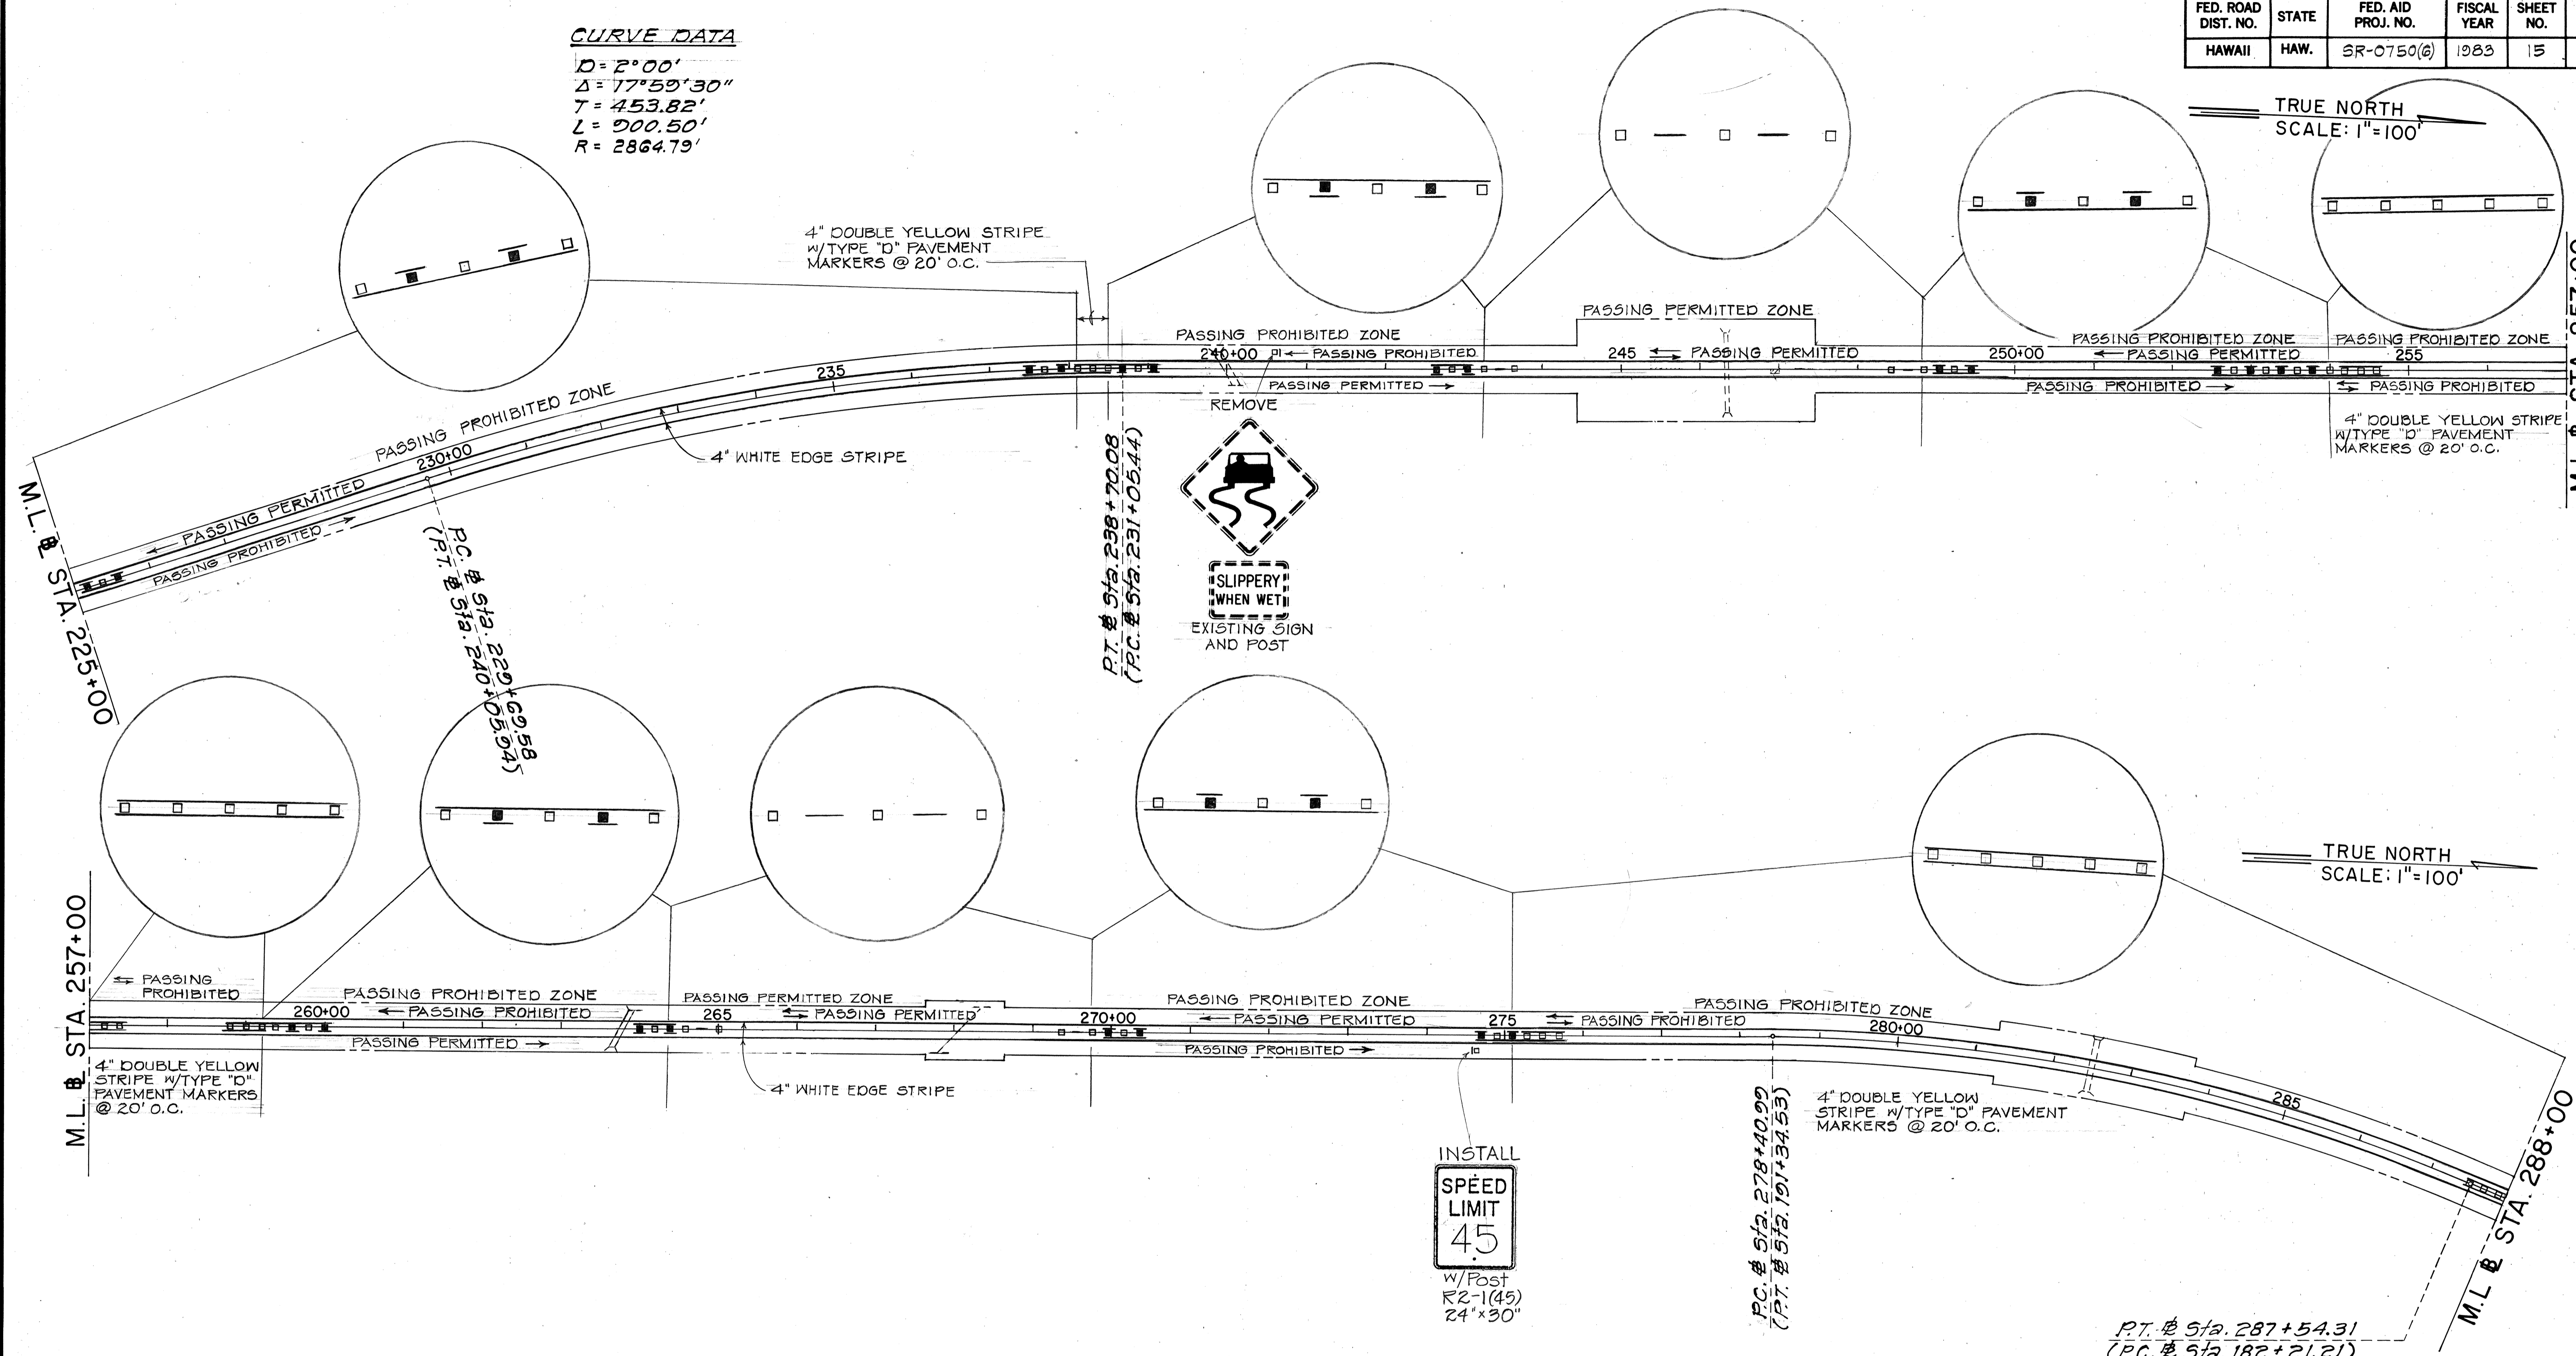 FED. ROAD DIST. NO. STATE FED. AID PROJ. NO. FISCAL YEAR SHEET NO.
HAWAII HAW. SR-0750(6) 1983 15
CURVE DATA
D = 2°00'
Δ = 17°59'30"
T = 453.82'
L = 900.50'
R = 2864.79'
TRUE NORTH
SCALE: 1"=100'
4" DOUBLE YELLOW STRIPE
W/TYPE "D" PAVEMENT
MARKERS @ 20' O.C.
PASSING PROHIBITED ZONE
230+00
235
PASSING PERMITTED
PASSING PROHIBITED
4" WHITE EDGE STRIPE
M.L. ℄ STA. 225+00
P.C. ℄ Sta. 229+69.58
(P.T. ℄ Sta. 240+05.94)
P.T. ℄ Sta. 238+70.08
(P.C. ℄ Sta. 231+05.44)
PASSING PROHIBITED ZONE
240+00
PASSING PROHIBITED
PASSING PERMITTED
REMOVE
SLIPPERY
WHEN WET
EXISTING SIGN
AND POST
PASSING PERMITTED ZONE
245
PASSING PERMITTED
PASSING PROHIBITED ZONE
250+00
PASSING PERMITTED
PASSING PROHIBITED
PASSING PROHIBITED ZONE
255
PASSING PROHIBITED
4" DOUBLE YELLOW STRIPE
W/TYPE "D" PAVEMENT
MARKERS @ 20' O.C.
TRUE NORTH
SCALE: 1"=100'
M.L. ℄ STA. 257+00
PASSING
PROHIBITED
4" DOUBLE YELLOW
STRIPE W/TYPE "D"
PAVEMENT MARKERS
@ 20' O.C.
PASSING PROHIBITED ZONE
260+00
PASSING PROHIBITED
PASSING PERMITTED
PASSING PERMITTED ZONE
265
PASSING PERMITTED
4" WHITE EDGE STRIPE
PASSING PROHIBITED ZONE
270+00
PASSING PERMITTED
PASSING PROHIBITED
275
PASSING PROHIBITED
PASSING PROHIBITED ZONE
280+00
285
INSTALL
SPEED
LIMIT
45
W/Post
R2-1(45)
24"x30"
P.C. ℄ Sta. 278+40.99
(P.T. ℄ Sta. 191+34.53)
4" DOUBLE YELLOW
STRIPE W/TYPE "D" PAVEMENT
MARKERS @ 20' O.C.
M.L ℄ STA. 288+00
P.T. ℄ Sta. 287+54.31
(P.C. ℄ Sta 182+21.21)